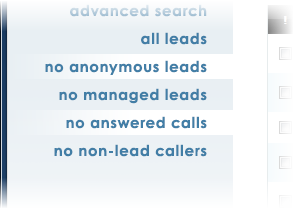 advanced search
all leads
no anonymous leads
no managed leads
no answered calls
no non-lead callers